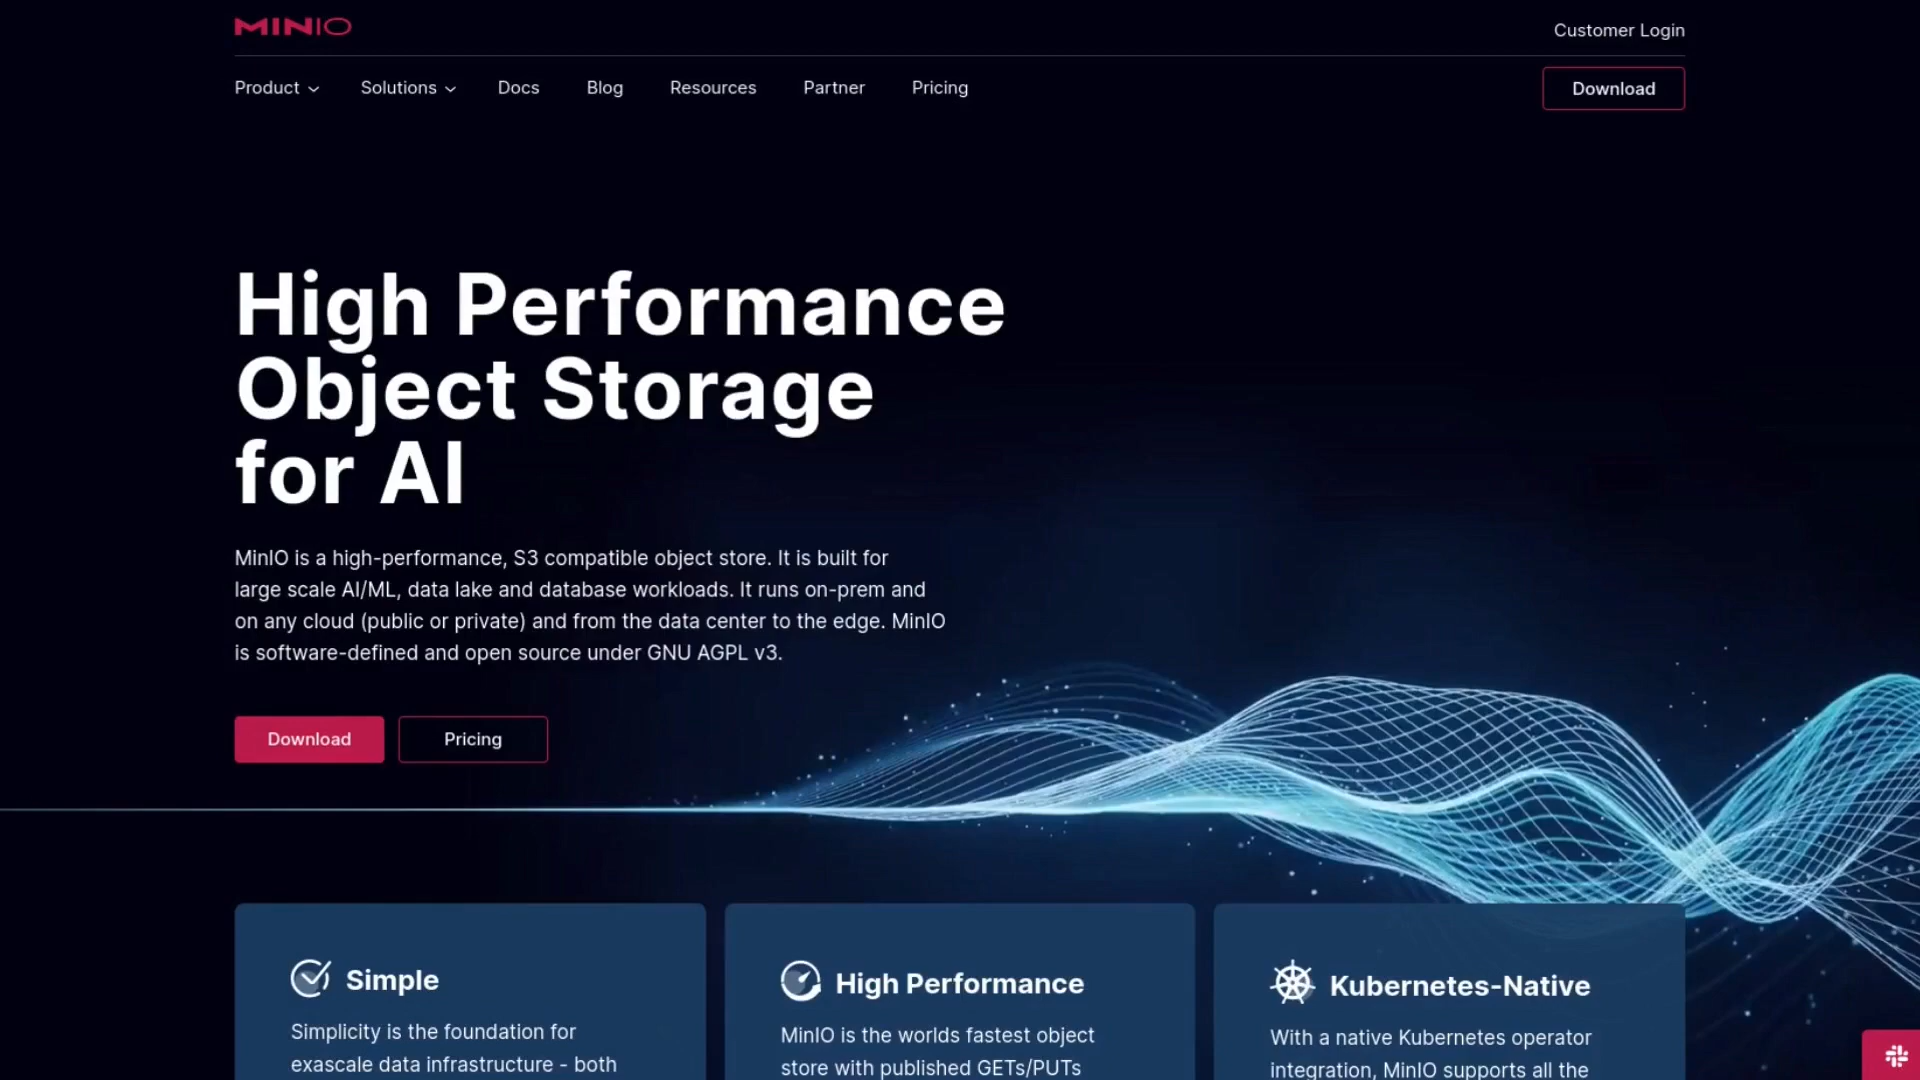 MINIO
Customer Login
Product
Solutions
Docs
Blog
Resources
Partner
Pricing
Download
High Performance
Object Storage
for AI
MinIO is a high-performance, S3 compatible object store. It is built for
large scale AI/ML, data lake and database workloads. It runs on-prem and
on any cloud (public or private) and from the data center to the edge. MinIO
is software-defined and open source under GNU AGPL v3.
Download
Pricing
Simple
Simplicity is the foundation for
exascale data infrastructure - both
High Performance
MinIO is the worlds fastest object
store with published GETs/PUTs
Kubernetes-Native
With a native Kubernetes operator
integration, MinIO supports all the